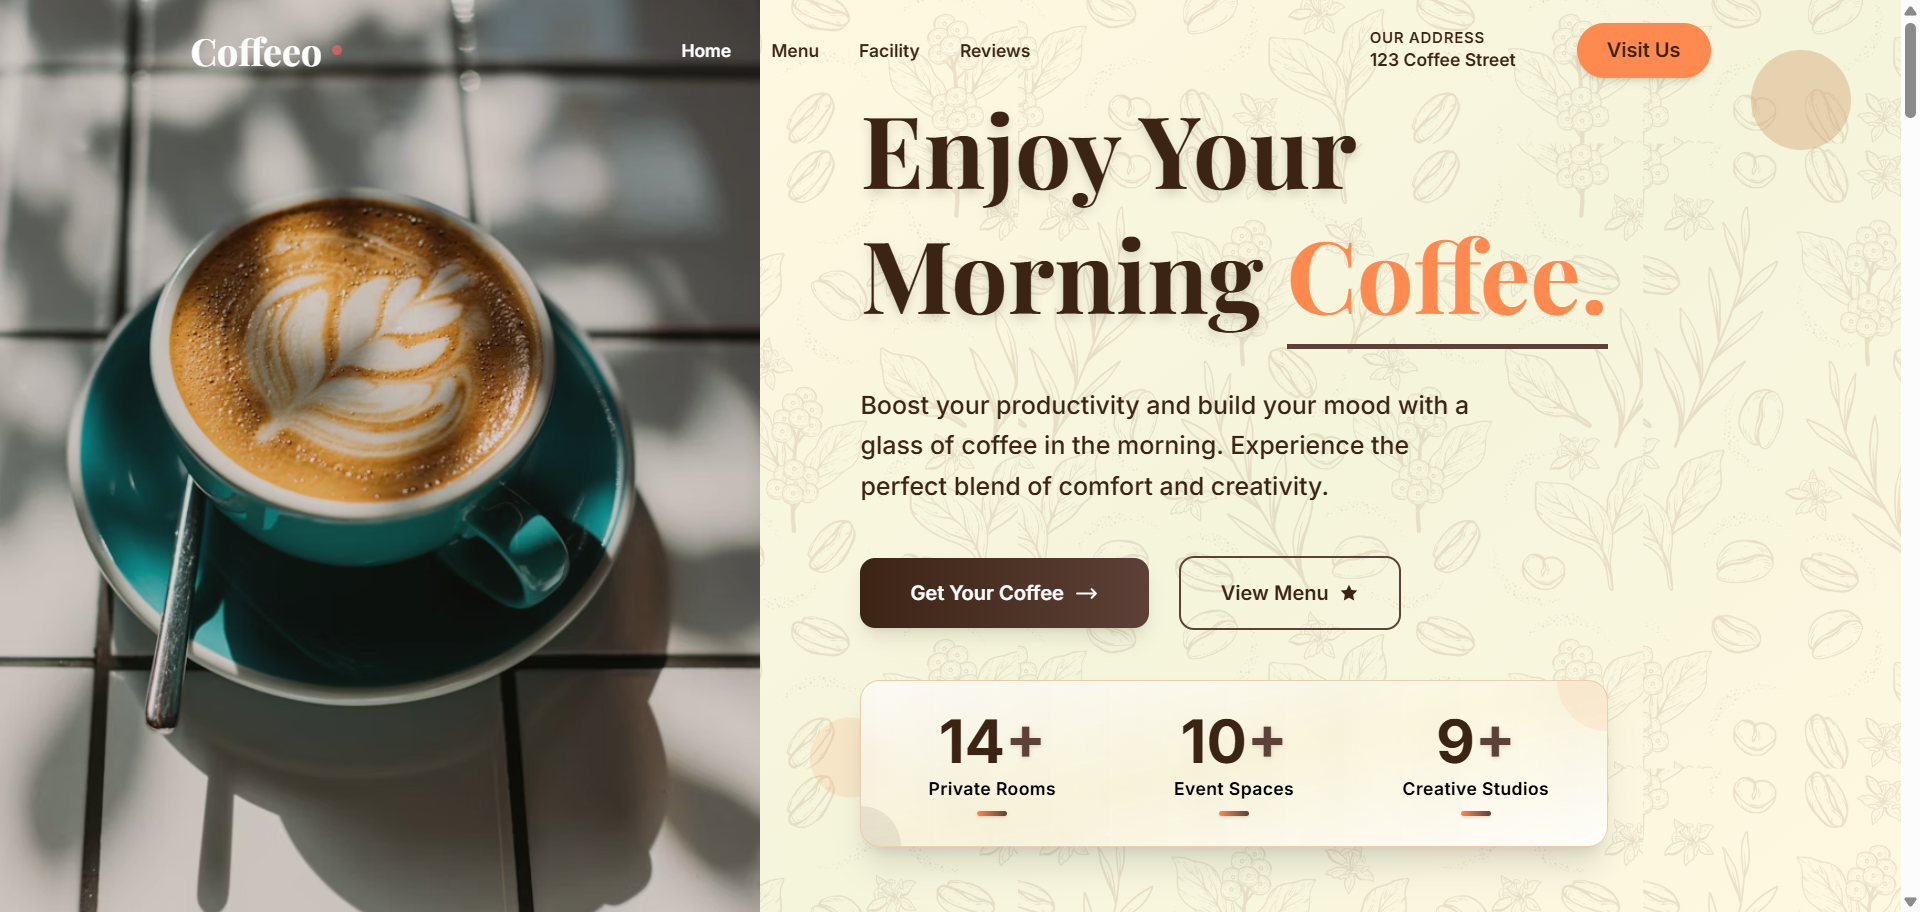 Coffeeo
Home Menu Facility Reviews
OUR ADDRESS
123 Coffee Street
Visit Us
Enjoy Your
Morning Coffee.
Boost your productivity and build your mood with a
glass of coffee in the morning. Experience the
perfect blend of comfort and creativity.
Get Your Coffee →
View Menu ★
14+
Private Rooms
10+
Event Spaces
9+
Creative Studios